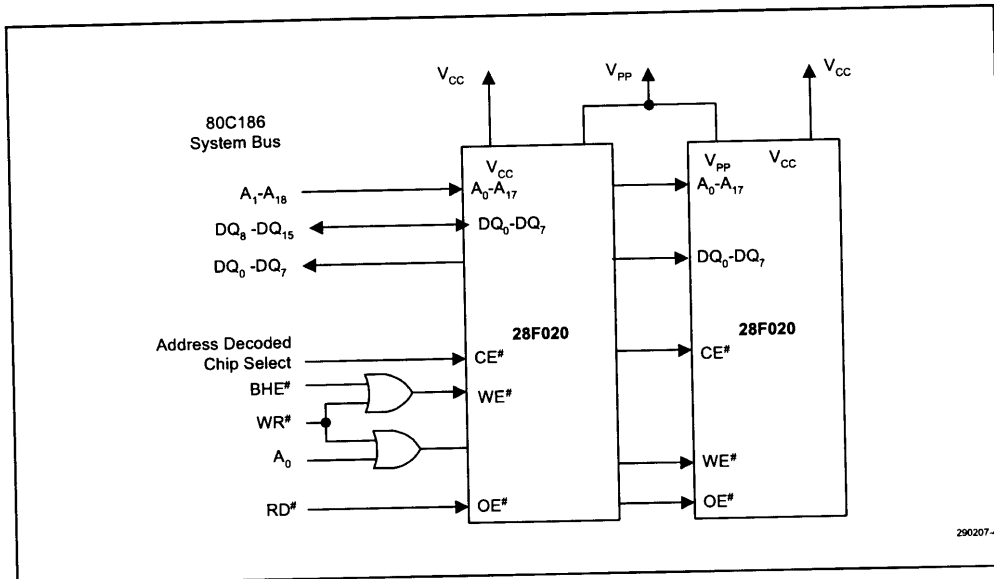 V_CC
V_PP
V_CC
80C186
System Bus
V_CC
V_PP V_CC
A_1-A_18
A_0-A_17
A_0-A_17
DQ_8-DQ_15
DQ_0-DQ_7
DQ_0-DQ_7
DQ_0-DQ_7
28F020
28F020
Address Decoded
Chip Select
CE#
CE#
BHE#
WE#
WR#
A_0
WE#
RD#
OE#
OE#